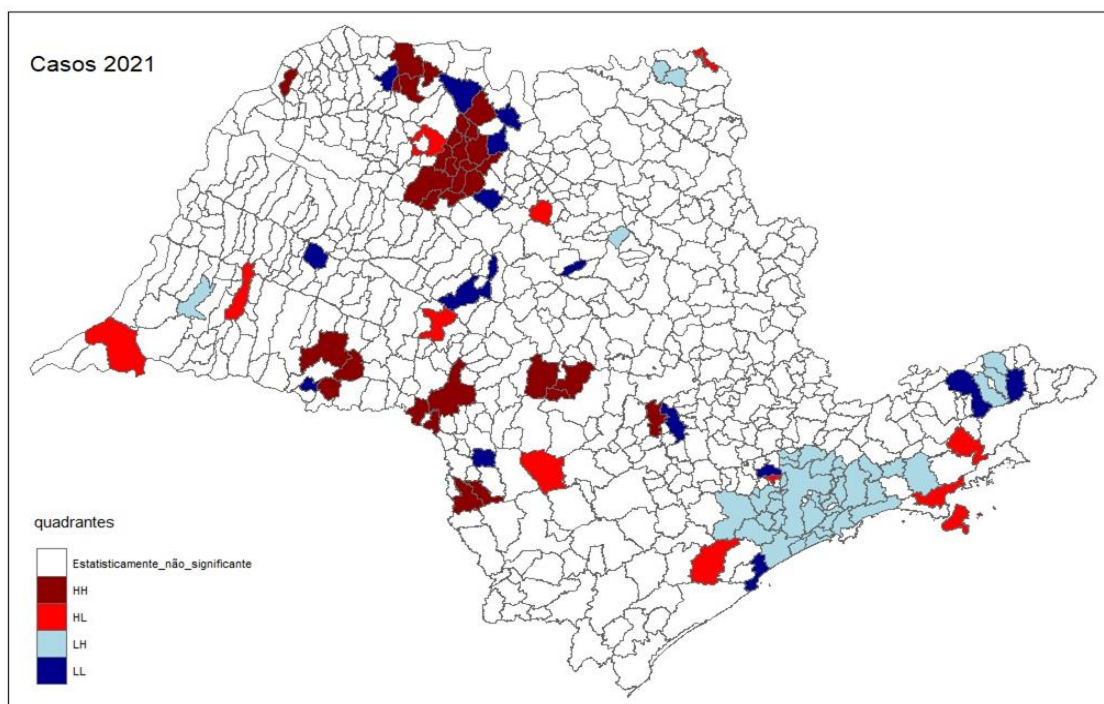 Casos 2021
quadrantes
Estatisticamente_não_significante
HH
HL
LH
LL